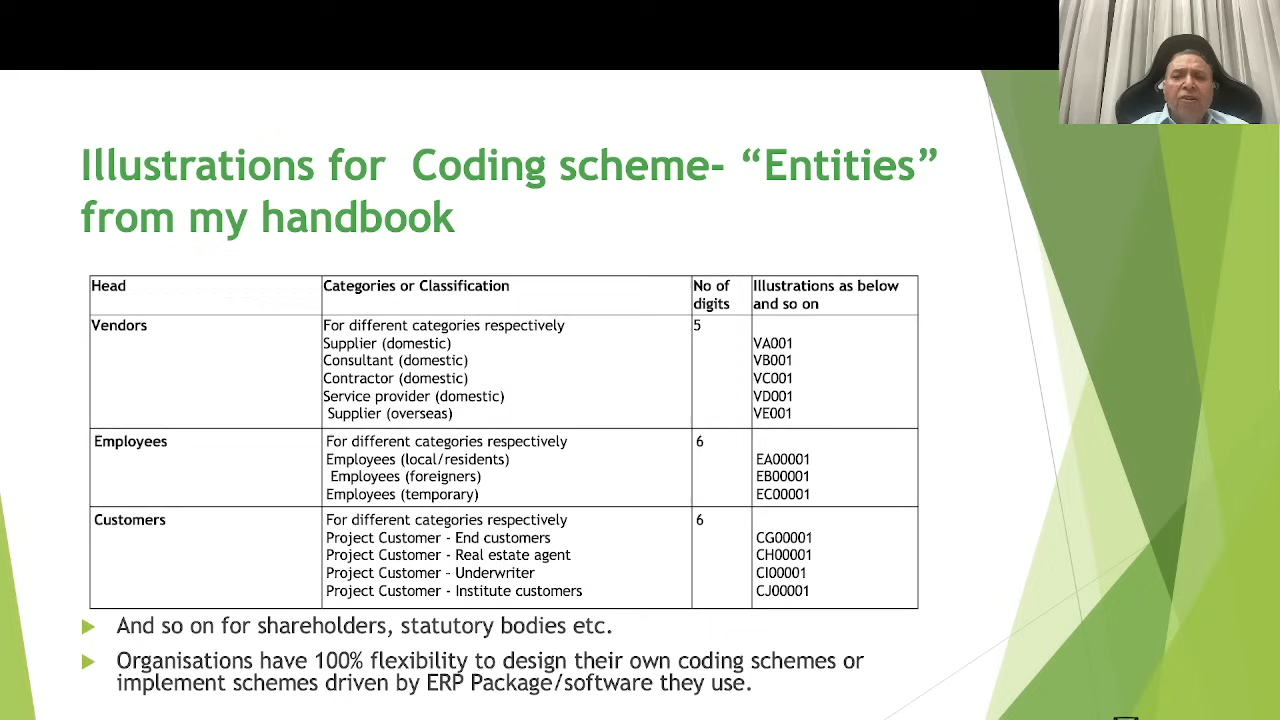 Illustrations for Coding scheme- “Entities”
from my handbook
Head Categories or Classification No of digits Illustrations as below and so on
Vendors For different categories respectively 5
Supplier (domestic) VA001
Consultant (domestic) VB001
Contractor (domestic) VC001
Service provider (domestic) VD001
Supplier (overseas) VE001
Employees For different categories respectively 6
Employees (local/residents) EA00001
Employees (foreigners) EB00001
Employees (temporary) EC00001
Customers For different categories respectively 6
Project Customer - End customers CG00001
Project Customer - Real estate agent CH00001
Project Customer – Underwriter CI00001
Project Customer - Institute customers CJ00001
And so on for shareholders, statutory bodies etc.
Organisations have 100% flexibility to design their own coding schemes or
implement schemes driven by ERP Package/software they use.